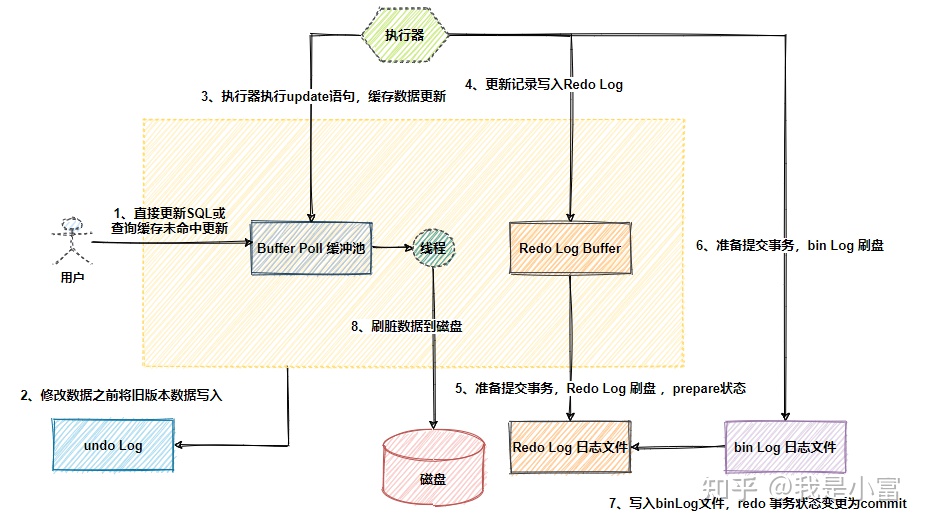 执行器
3、执行器执行update语句，缓存数据更新
4、更新记录写入Redo Log
1、直接更新SQL或
查询缓存未命中更新
用户
Buffer Poll 缓冲池
线程
Redo Log Buffer
6、准备提交事务，bin Log 刷盘
8、刷脏数据到磁盘
2、修改数据之前将旧版本数据写入
5、准备提交事务，Redo Log 刷盘 ，prepare状态
undo Log
磁盘
Redo Log 日志文件
bin Log 日志文件
知乎 @我是小富
7、写入binLog文件，redo 事务状态变更为commit